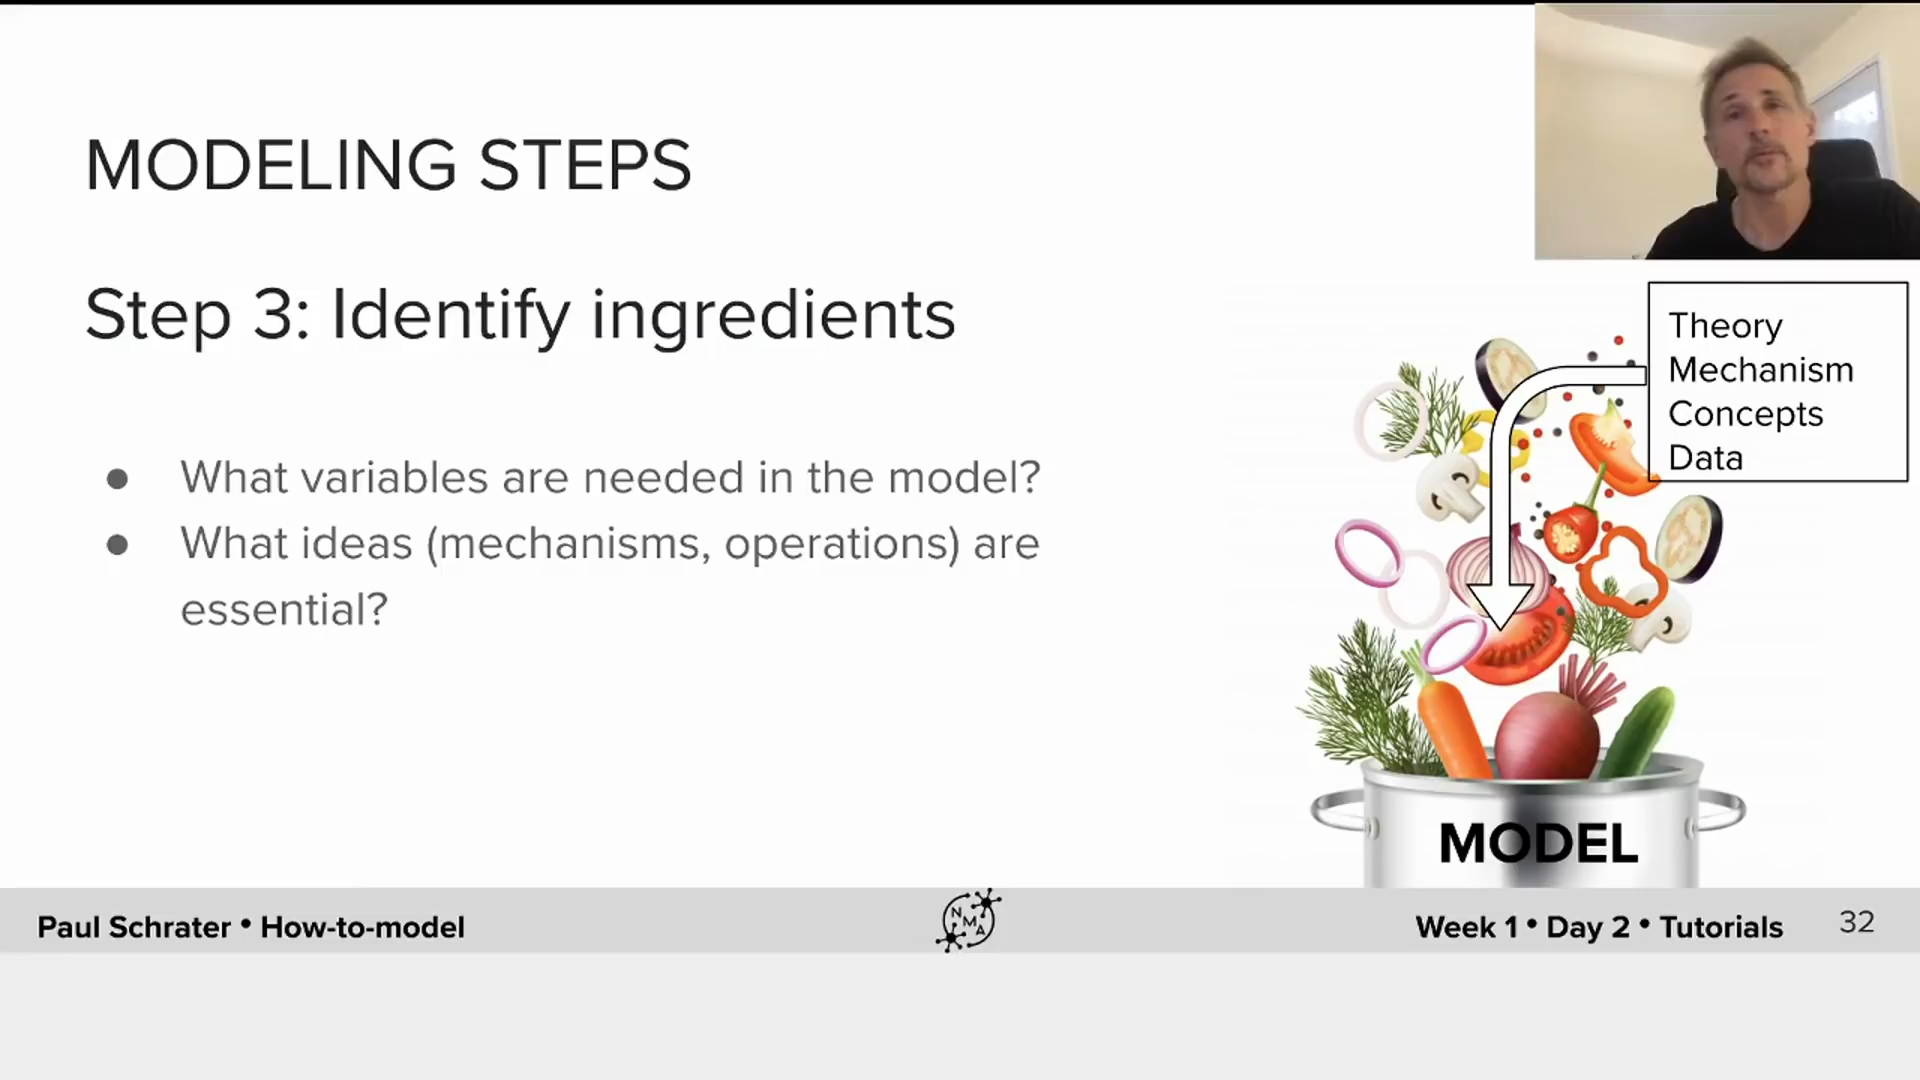 MODELING STEPS
Step 3: Identify ingredients
● What variables are needed in the model?
● What ideas (mechanisms, operations) are
essential?
Theory
Mechanism
Concepts
Data
MODEL
Paul Schrater • How-to-model
NMA
Week 1 • Day 2 • Tutorials
32